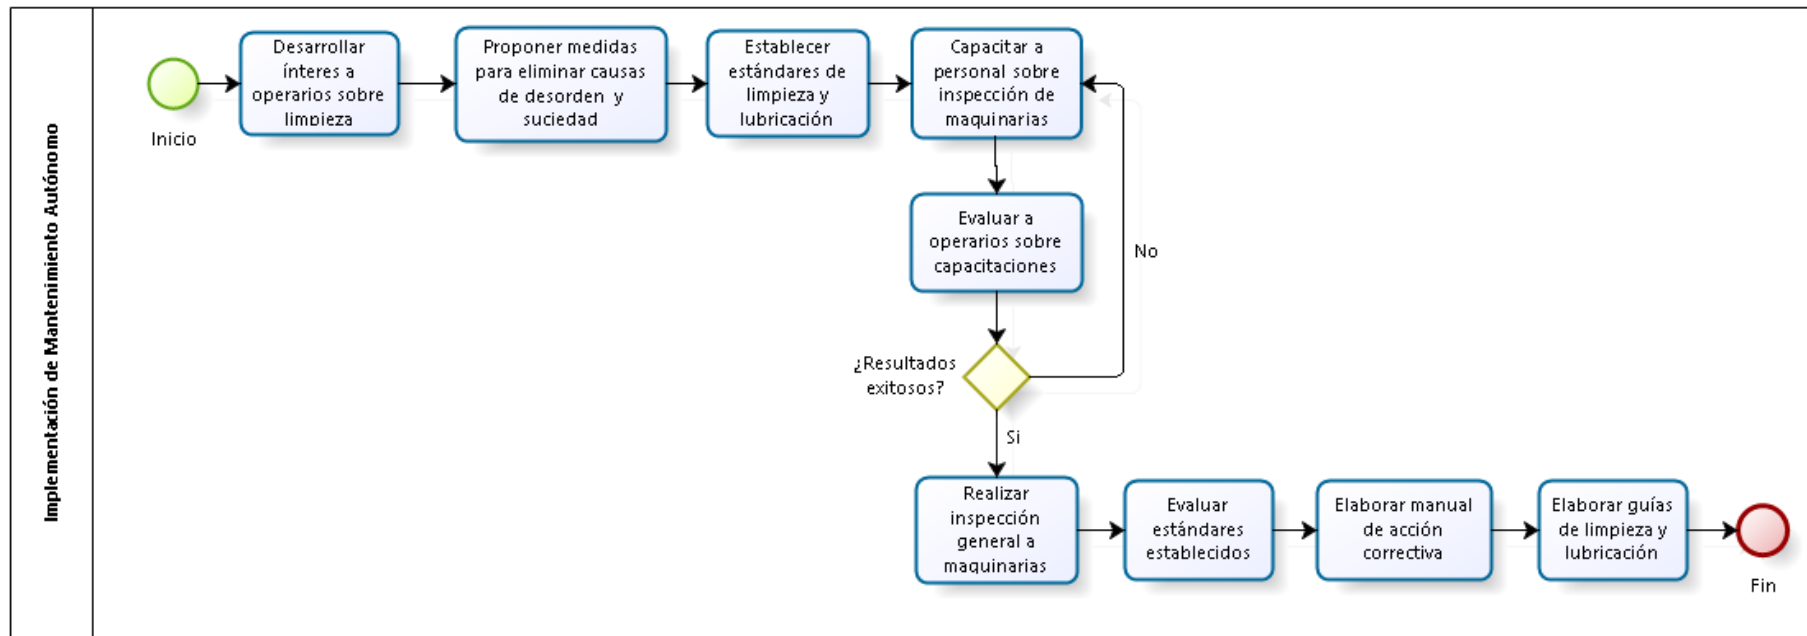 Implementación de Mantenimiento Autónomo
Inicio
Desarrollar
ínteres a
operarios sobre
limpieza
Proponer medidas
para eliminar causas
de desorden y
suciedad
Establecer
estándares de
limpieza y
lubricación
Capacitar a
personal sobre
inspección de
maquinarias
Evaluar a
operarios sobre
capacitaciones
No
¿Resultados
exitosos?
Si
Realizar
inspección
general a
maquinarias
Evaluar
estándares
establecidos
Elaborar manual
de acción
correctiva
Elaborar guías
de limpieza y
lubricación
Fin